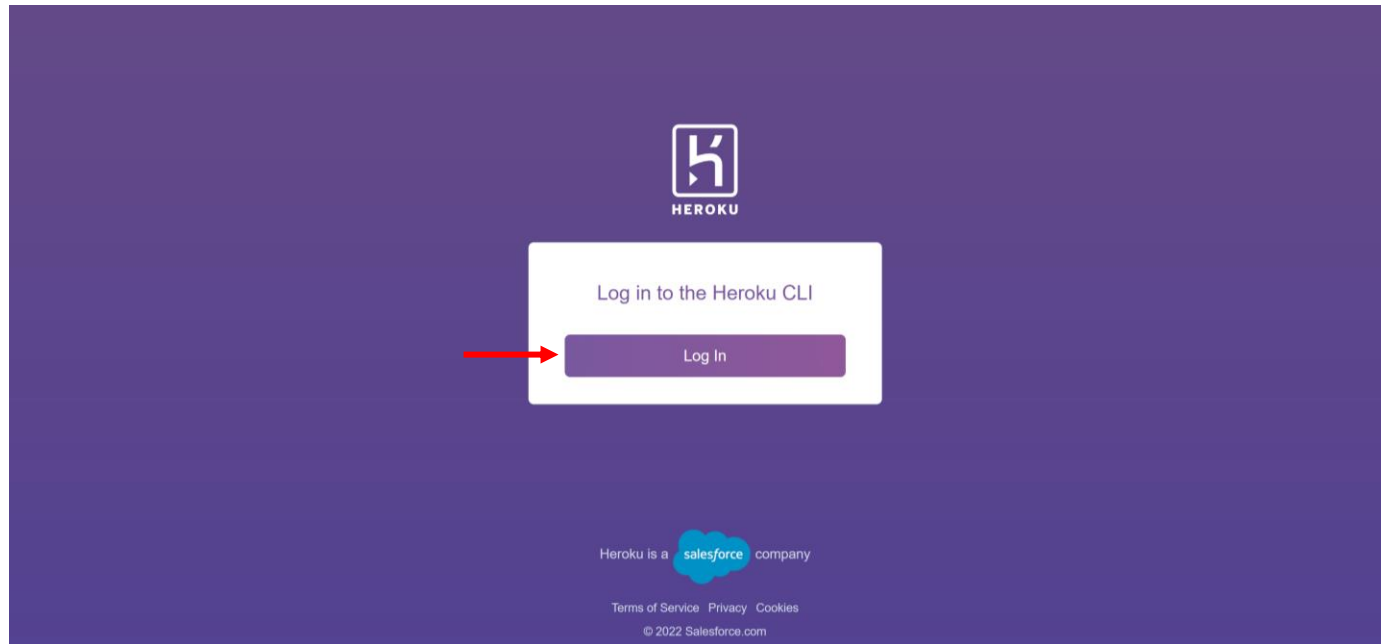 HEROKU
Log in to the Heroku CLI
Log In
Heroku is a salesforce company
Terms of Service Privacy Cookies
© 2022 Salesforce.com